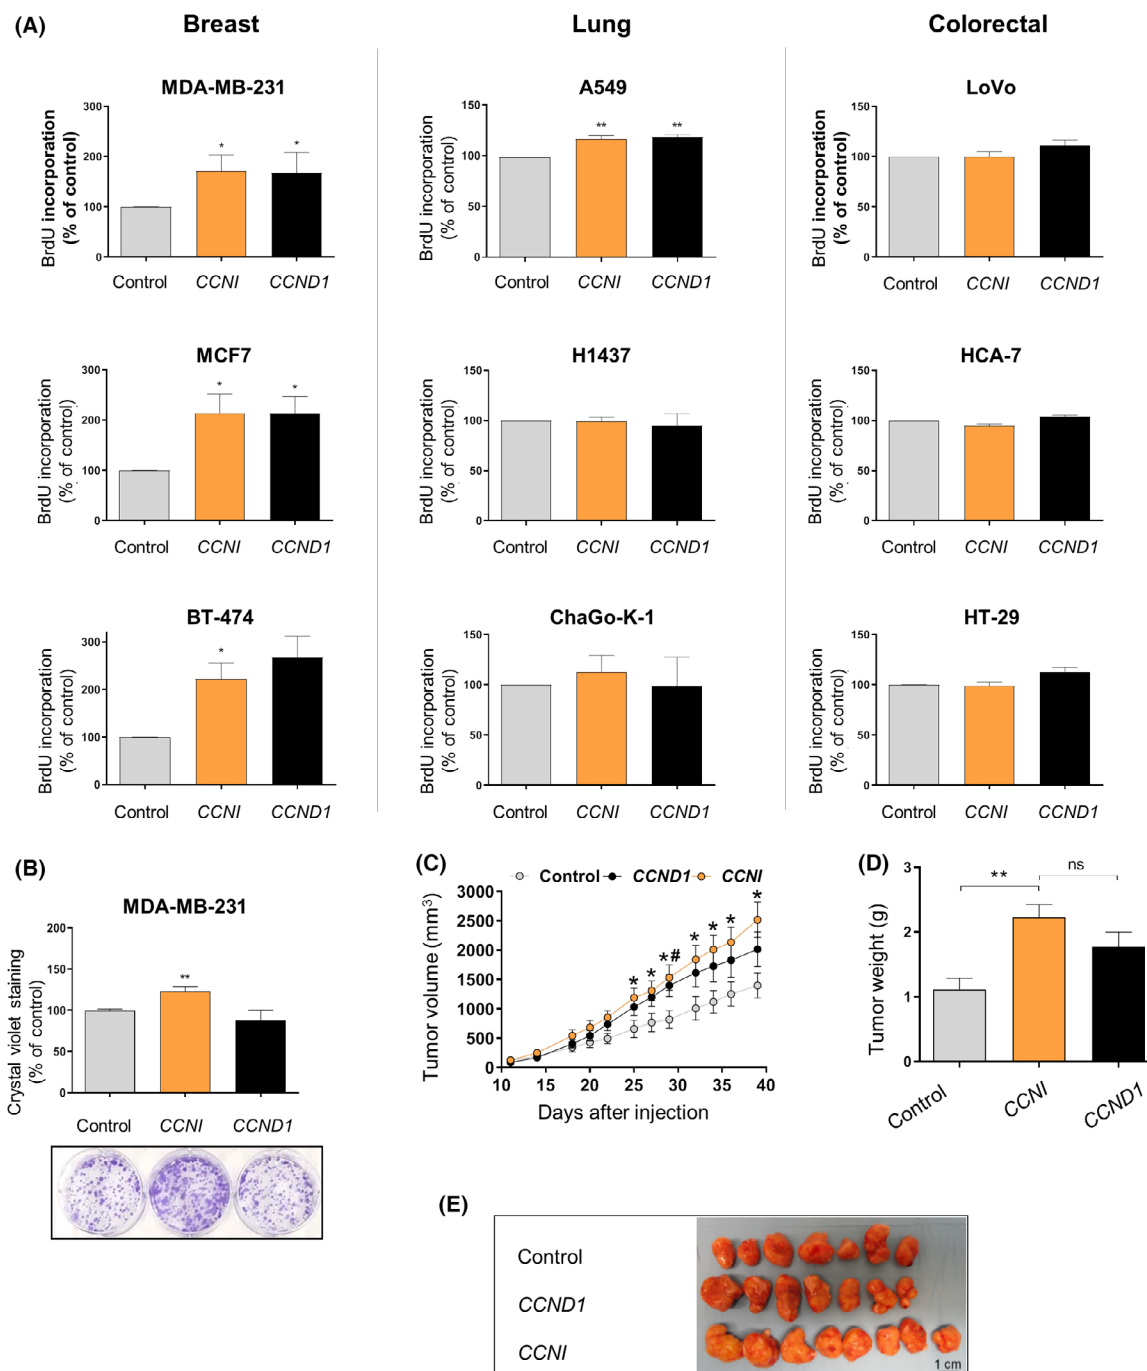 (A)
Breast
Lung
Colorectal
MDA-MB-231
BrdU incorporation
(% of control)
300
200
100
0
*
*
Control
CCNI
CCND1
A549
BrdU incorporation
(% of control)
150
100
50
0
**
**
Control
CCNI
CCND1
LoVo
BrdU incorporation
(% of control)
150
100
50
0
Control
CCNI
CCND1
MCF7
BrdU incorporation
(% of control)
300
200
100
0
*
*
Control
CCNI
CCND1
H1437
BrdU incorporation
(% of control)
150
100
50
0
Control
CCNI
CCND1
HCA-7
BrdU incorporation
(% of control)
150
100
50
0
Control
CCNI
CCND1
BT-474
BrdU incorporation
(% of control)
300
200
100
0
*
Control
CCNI
CCND1
ChaGo-K-1
BrdU incorporation
(% of control)
150
100
50
0
Control
CCNI
CCND1
HT-29
BrdU incorporation
(% of control)
150
100
50
0
Control
CCNI
CCND1
(B)
MDA-MB-231
Crystal violet staining
(% of control)
200
150
100
50
0
**
Control
CCNI
CCND1
(C)
Control CCND1 CCNI
Tumor volume (mm³)
3000
2500
2000
1500
1000
500
0
* * *# * * * *
10 15 20 25 30 35 40
Days after injection
(D)
Tumor weight (g)
3
2
1
0
**
ns
Control
CCNI
CCND1
(E)
Control
CCND1
CCNI
1 cm